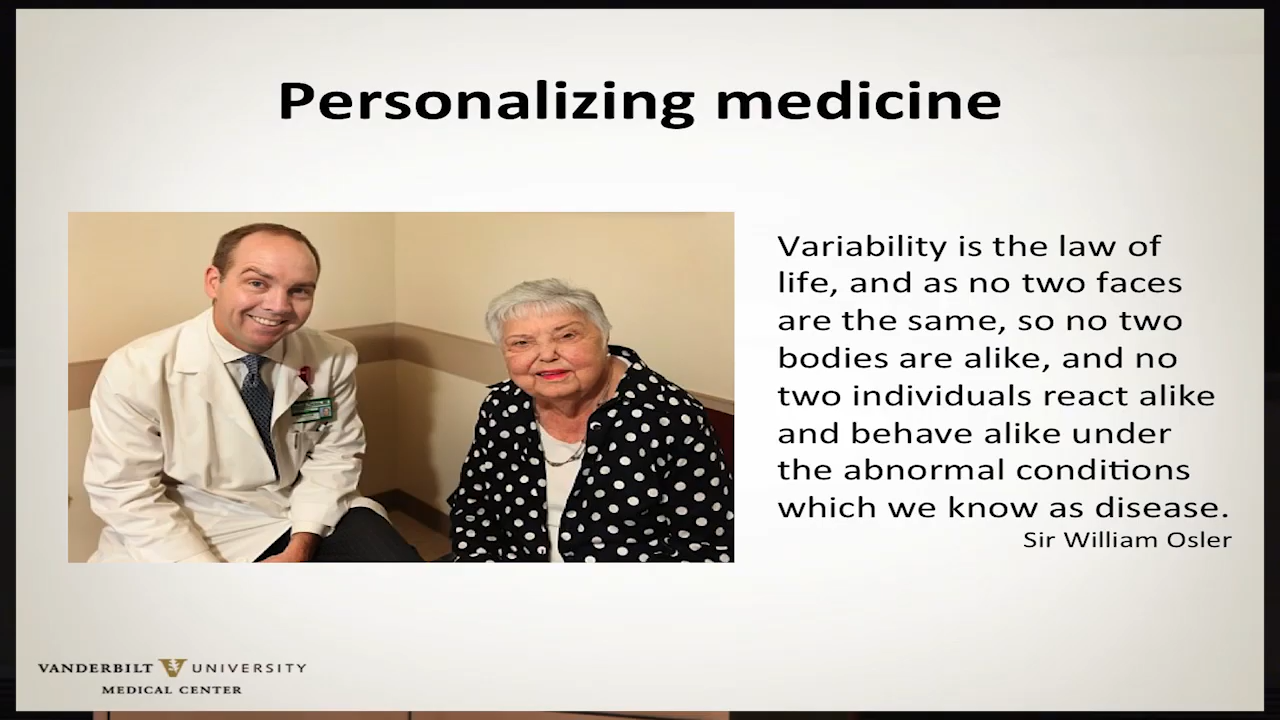 Personalizing medicine
Variability is the law of
life, and as no two faces
are the same, so no two
bodies are alike, and no
two individuals react alike
and behave alike under
the abnormal conditions
which we know as disease.
Sir William Osler
VANDERBILT UNIVERSITY
MEDICAL CENTER